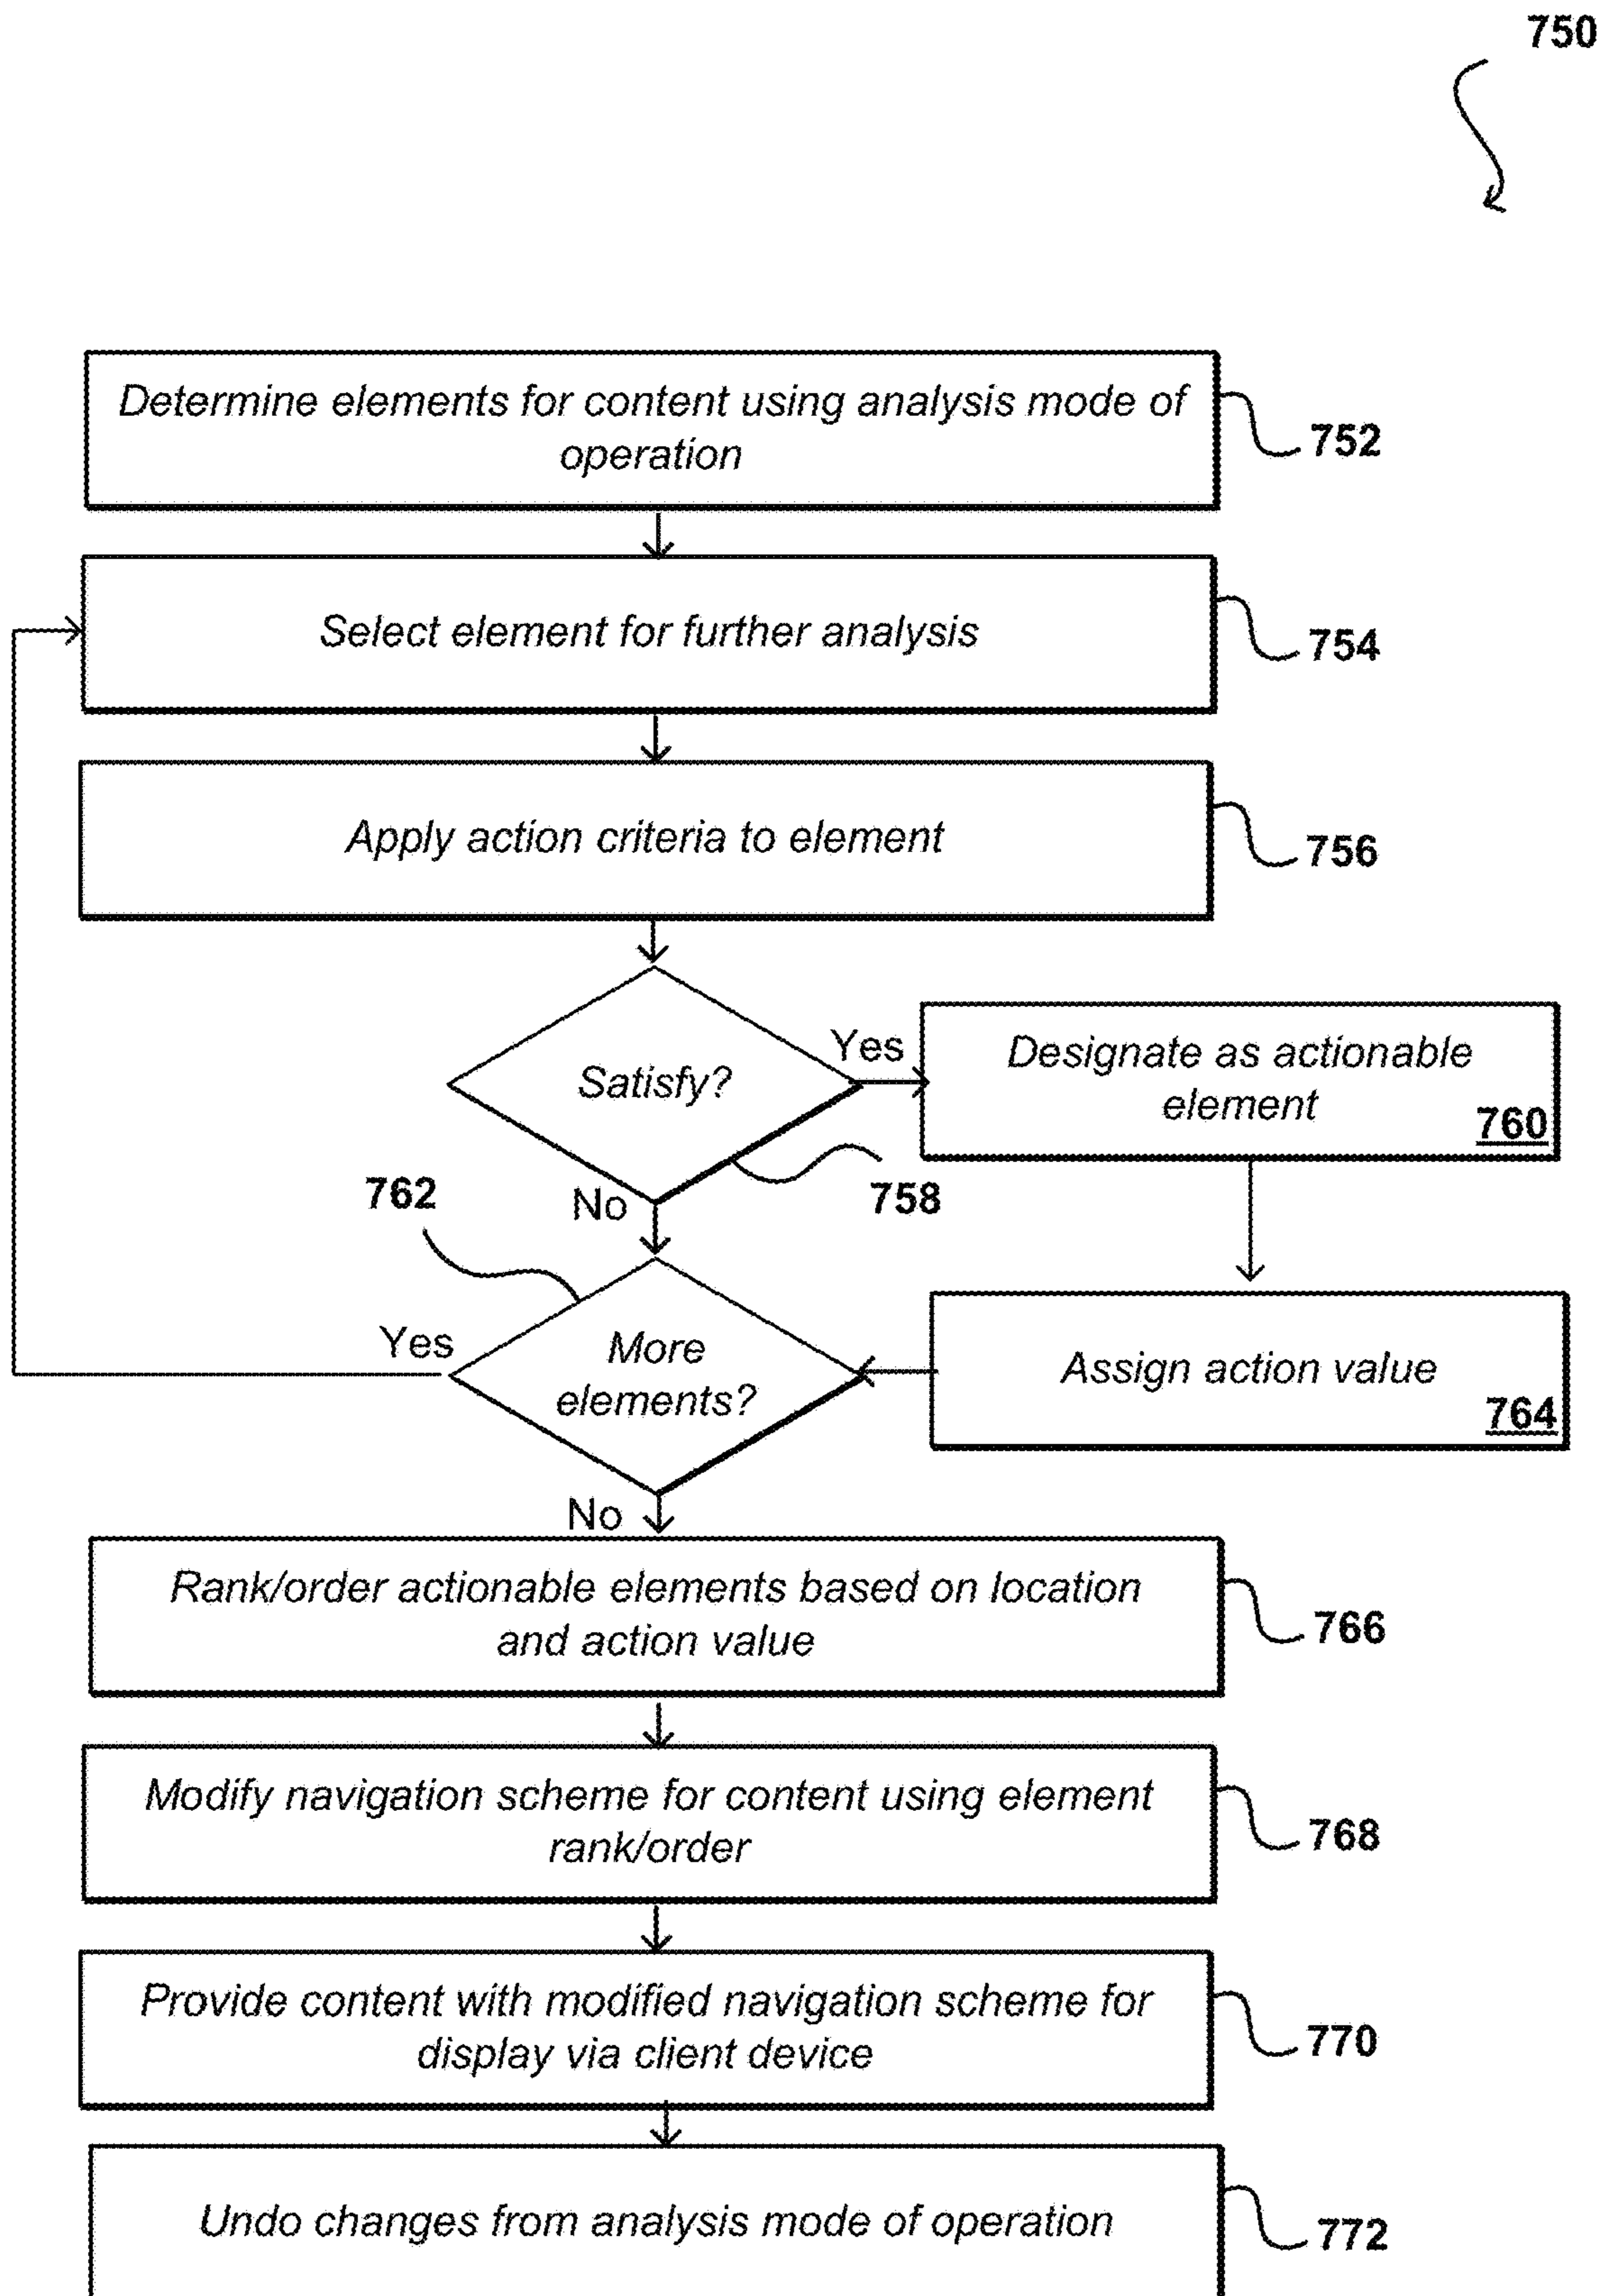 750
Determine elements for content using analysis mode of
operation
752
Select element for further analysis
754
Apply action criteria to element
756
Satisfy?
Yes
Designate as actionable
element
760
758
No
762
Yes
More
elements?
Assign action value
764
No
Rank/order actionable elements based on location
and action value
766
Modify navigation scheme for content using element
rank/order
768
Provide content with modified navigation scheme for
display via client device
770
Undo changes from analysis mode of operation
772